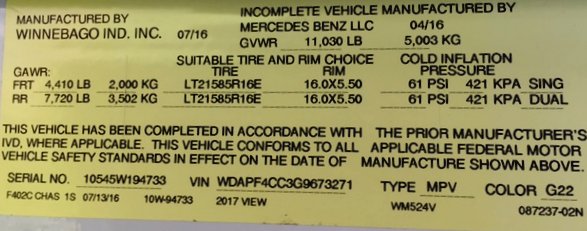 MANUFACTURED BY INCOMPLETE VEHICLE MANUFACTURED BY
WINNEBAGO IND. INC. 07/16 MERCEDES BENZ LLC 04/16
GVWR 11,030 LB 5,003 KG
SUITABLE TIRE AND RIM CHOICE COLD INFLATION
GAWR: TIRE RIM PRESSURE
FRT 4,410 LB 2,000 KG LT21585R16E 16.0X5.50 61 PSI 421 KPA SING
RR 7,720 LB 3,502 KG LT21585R16E 16.0X5.50 61 PSI 421 KPA DUAL
THIS VEHICLE HAS BEEN COMPLETED IN ACCORDANCE WITH THE PRIOR MANUFACTURER'S
IVD, WHERE APPLICABLE. THIS VEHICLE CONFORMS TO ALL APPLICABLE FEDERAL MOTOR
VEHICLE SAFETY STANDARDS IN EFFECT ON THE DATE OF MANUFACTURE SHOWN ABOVE.
SERIAL NO. 10545W194733 VIN WDAPF4CC3G9673271 TYPE MPV COLOR G22
F402C CHAS 1S 07/13/16 10W-94733 2017 VIEW WM524V 087237-02N